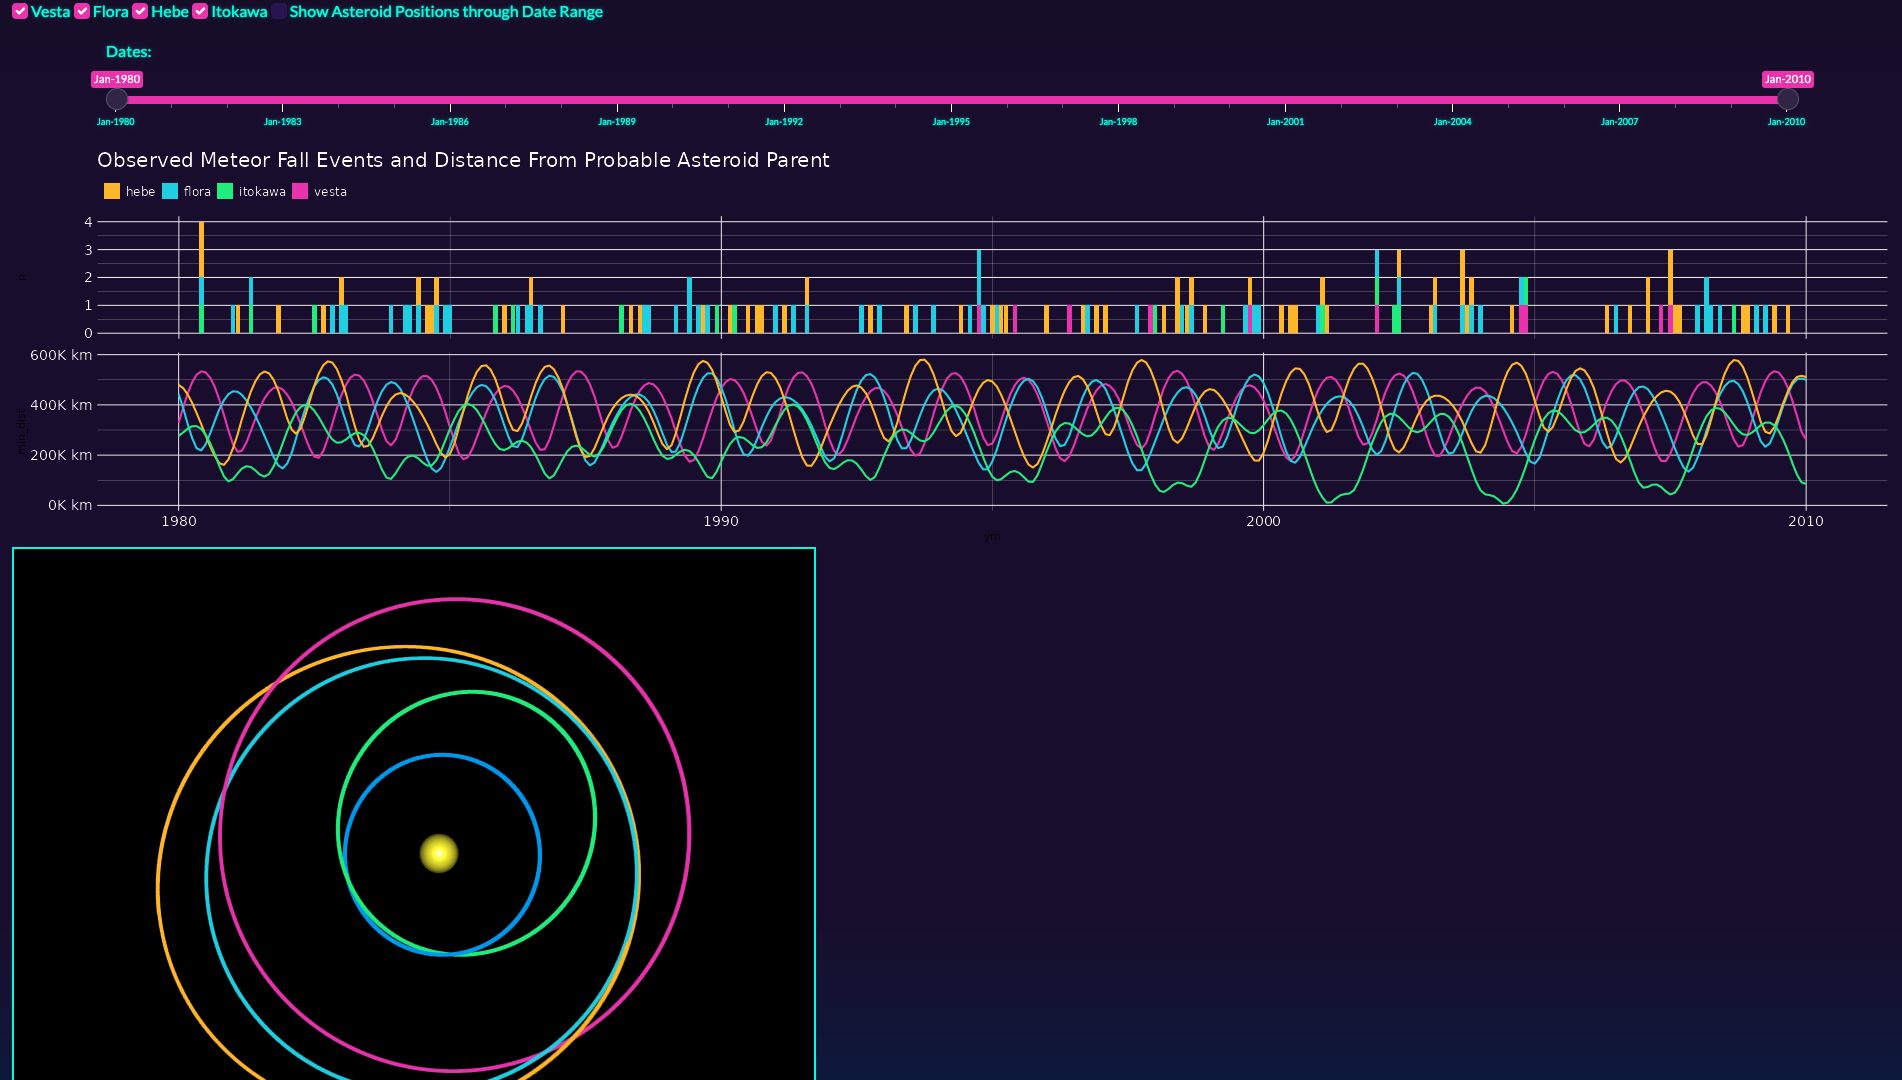 Vesta Flora Hebe Itokawa Show Asteroid Positions through Date Range
Dates:
Jan-1980 Jan-2010
Jan-1980 Jan-1983 Jan-1986 Jan-1989 Jan-1992 Jan-1995 Jan-1998 Jan-2001 Jan-2004 Jan-2007 Jan-2010
Observed Meteor Fall Events and Distance From Probable Asteroid Parent
hebe flora itokawa vesta
4
3
2
1
0
n
600K km
400K km
200K km
0K km
min_dist
1980 1990 2000 2010
ym